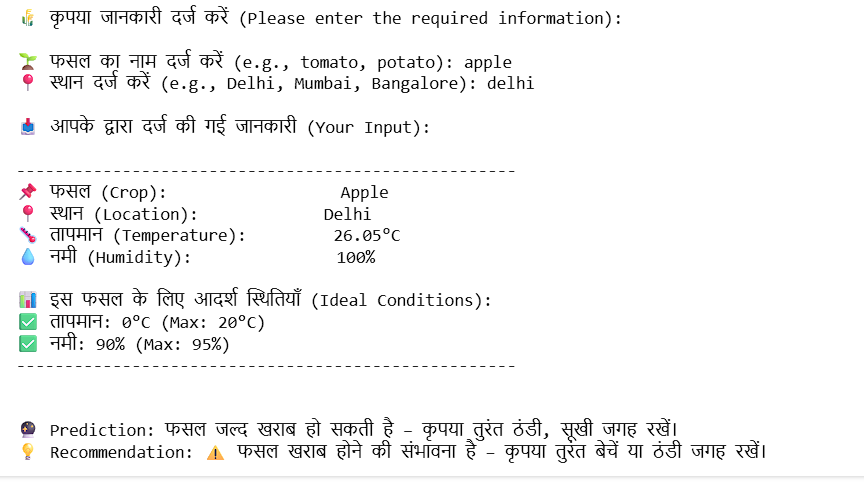 🌾 कृपया जानकारी दर्ज करें (Please enter the required information):
🌱 फसल का नाम दर्ज करें (e.g., tomato, potato): apple
📍 स्थान दर्ज करें (e.g., Delhi, Mumbai, Bangalore): delhi
📥 आपके द्वारा दर्ज की गई जानकारी (Your Input):
----------------------------------------------------
📌 फसल (Crop): Apple
📍 स्थान (Location): Delhi
🌡️ तापमान (Temperature): 26.05°C
💧 नमी (Humidity): 100%
📊 इस फसल के लिए आदर्श स्थितियाँ (Ideal Conditions):
✅ तापमान: 0°C (Max: 20°C)
✅ नमी: 90% (Max: 95%)
----------------------------------------------------
🔮 Prediction: फसल जल्द खराब हो सकती है – कृपया तुरंत ठंडी, सूखी जगह रखें।
💡 Recommendation: ⚠️ फसल खराब होने की संभावना है – कृपया तुरंत बेचें या ठंडी जगह रखें।